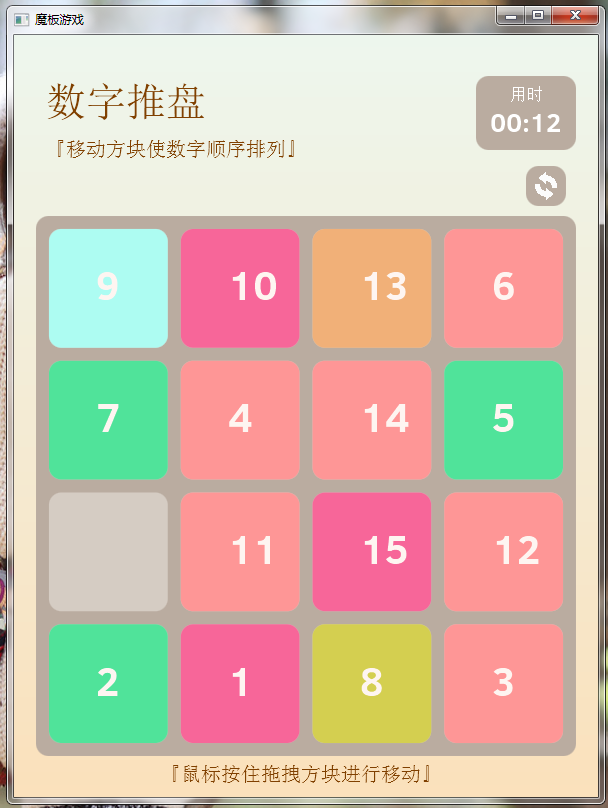 魔板游戏
数字推盘
『移动方块使数字顺序排列』
用时
00:12
9 10 13 6
7 4 14 5
11 15 12
2 1 8 3
『鼠标按住拖拽方块进行移动』